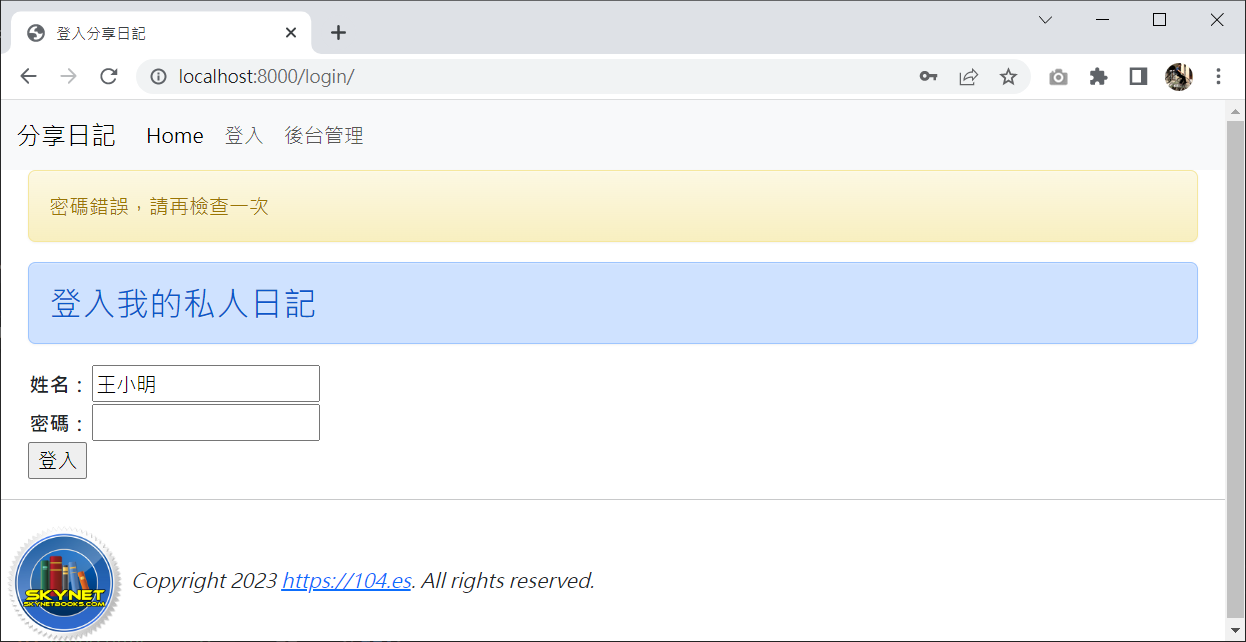 登入分享日記
localhost:8000/login/
分享日記 Home 登入 後台管理
密碼錯誤，請再檢查一次
登入我的私人日記
姓名： 王小明
密碼：
登入
SKYNET
SKYNETBOOKS.COM
Copyright 2023 https://104.es. All rights reserved.